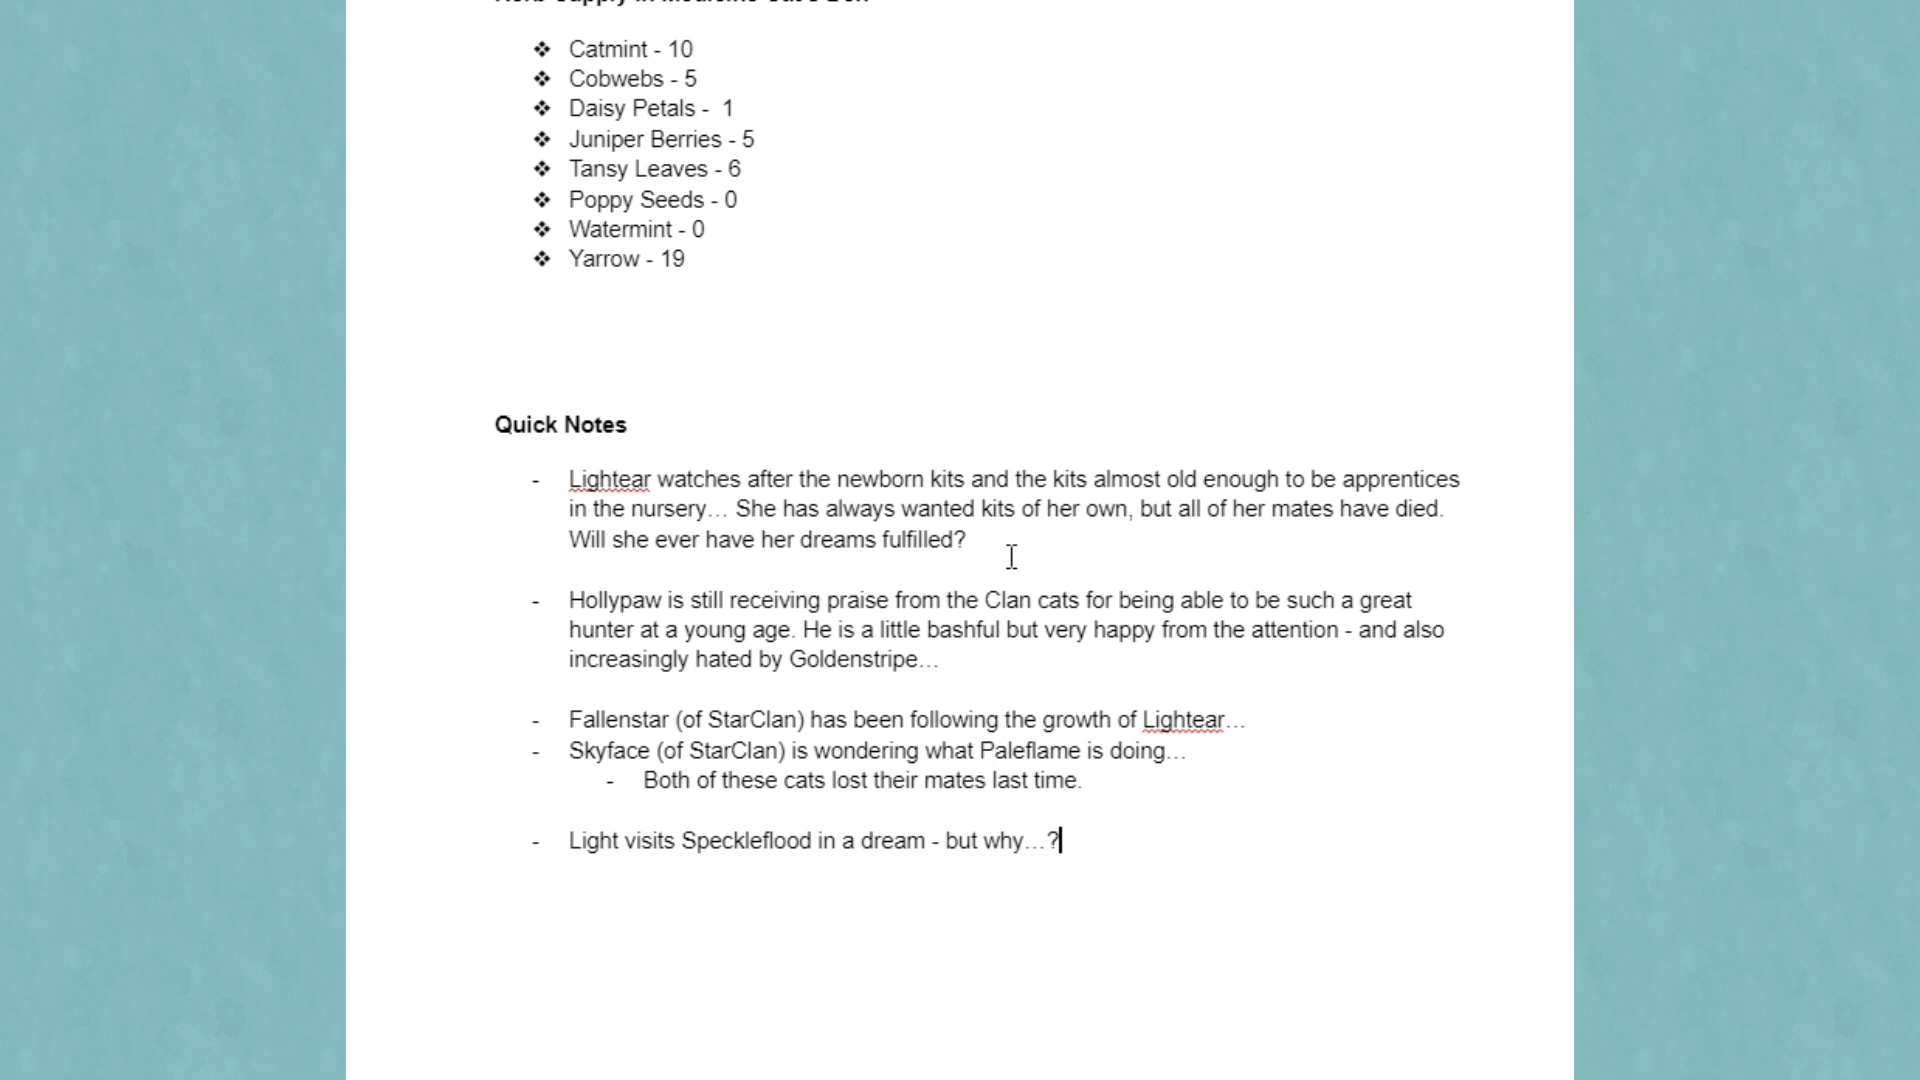 Herb Supply in Medicine Cat's Den
❖ Catmint - 10
❖ Cobwebs - 5
❖ Daisy Petals -  1
❖ Juniper Berries - 5
❖ Tansy Leaves - 6
❖ Poppy Seeds - 0
❖ Watermint - 0
❖ Yarrow - 19
Quick Notes
- Lightear watches after the newborn kits and the kits almost old enough to be apprentices
in the nursery… She has always wanted kits of her own, but all of her mates have died.
Will she ever have her dreams fulfilled?
- Hollypaw is still receiving praise from the Clan cats for being able to be such a great
hunter at a young age. He is a little bashful but very happy from the attention - and also
increasingly hated by Goldenstripe…
- Fallenstar (of StarClan) has been following the growth of Lightear…
- Skyface (of StarClan) is wondering what Paleflame is doing…
- Both of these cats lost their mates last time.
- Light visits Speckleflood in a dream - but why…?